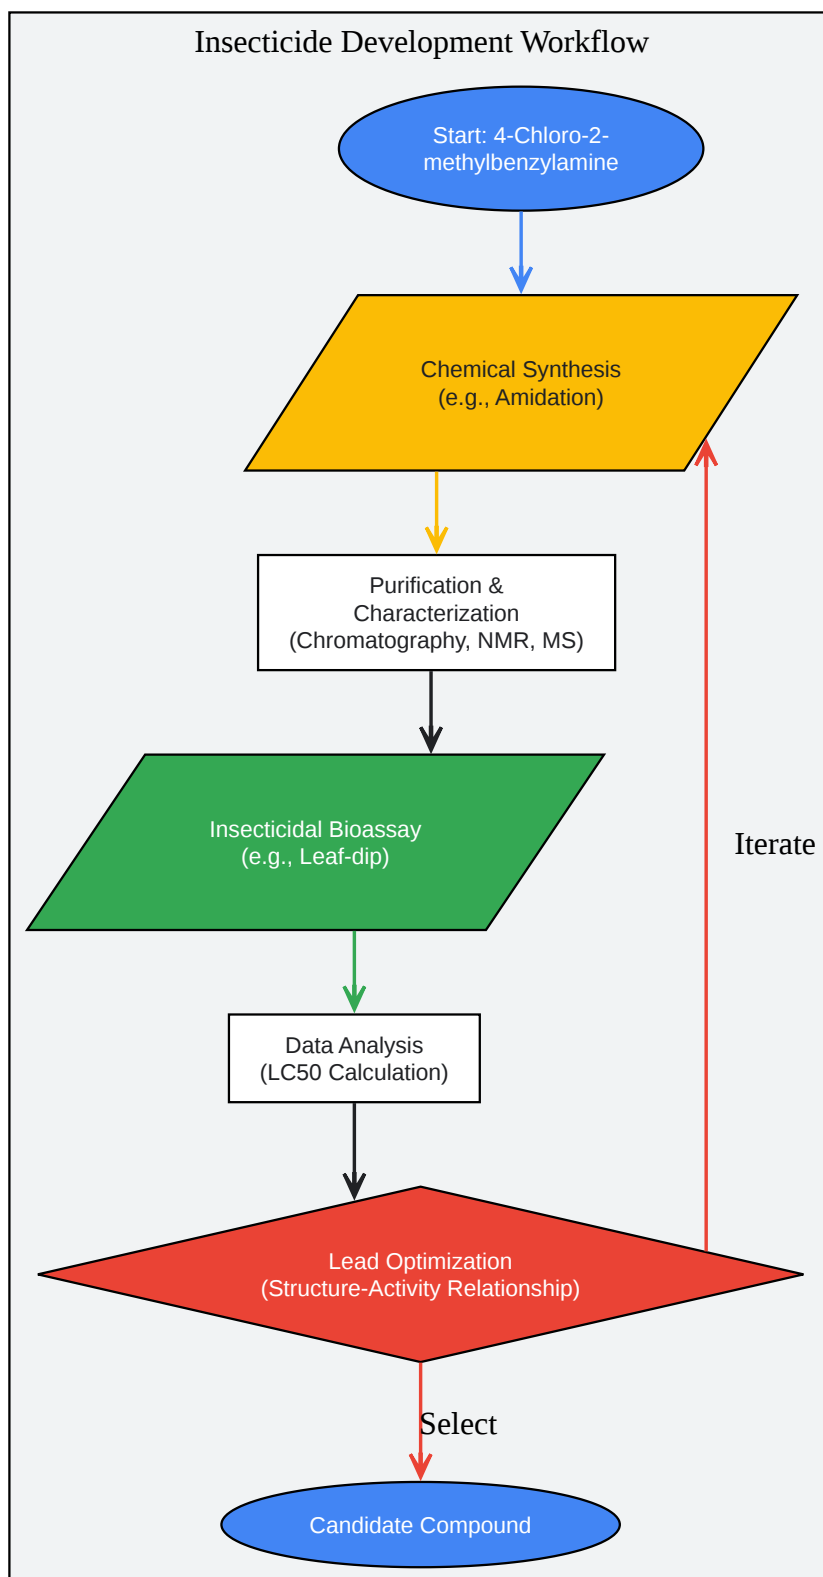 Insecticide Development Workflow
Start: 4-Chloro-2-
methylbenzylamine
Chemical Synthesis
(e.g., Amidation)
Purification &
Characterization
(Chromatography, NMR, MS)
Insecticidal Bioassay
(e.g., Leaf-dip)
Iterate
Data Analysis
(LC50 Calculation)
Lead Optimization
(Structure-Activity Relationship)
Select
Candidate Compound